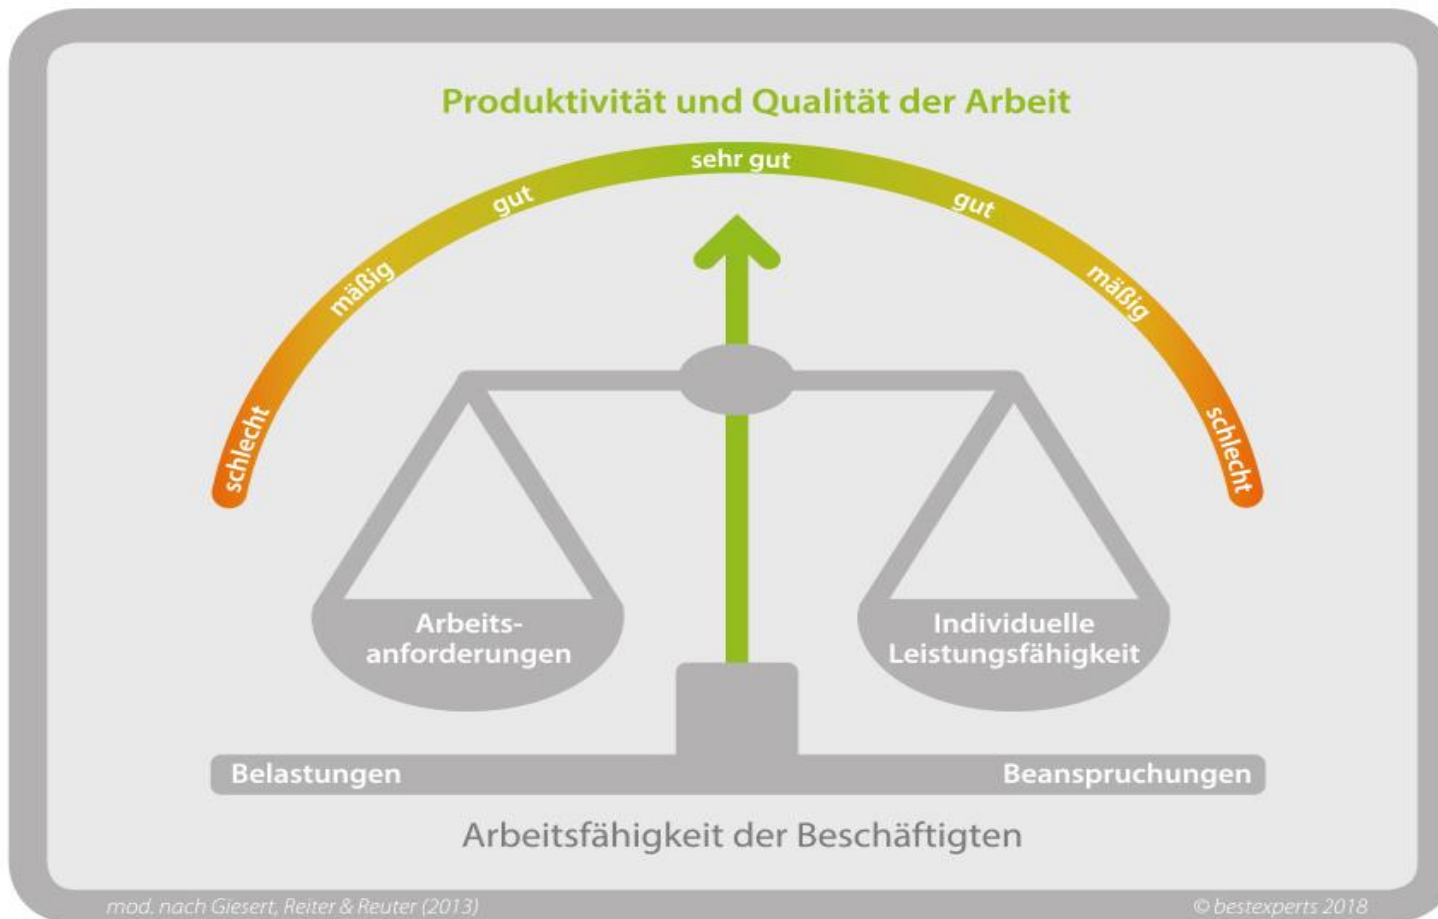 Produktivität und Qualität der Arbeit
sehr gut
gut
gut
mäßig
mäßig
schlecht
schlecht
Arbeits-
anforderungen
Individuelle
Leistungsfähigkeit
Belastungen
Beanspruchungen
Arbeitsfähigkeit der Beschäftigten
mod. nach Giesert, Reiter & Reuter (2013)
© bestexperts 2018